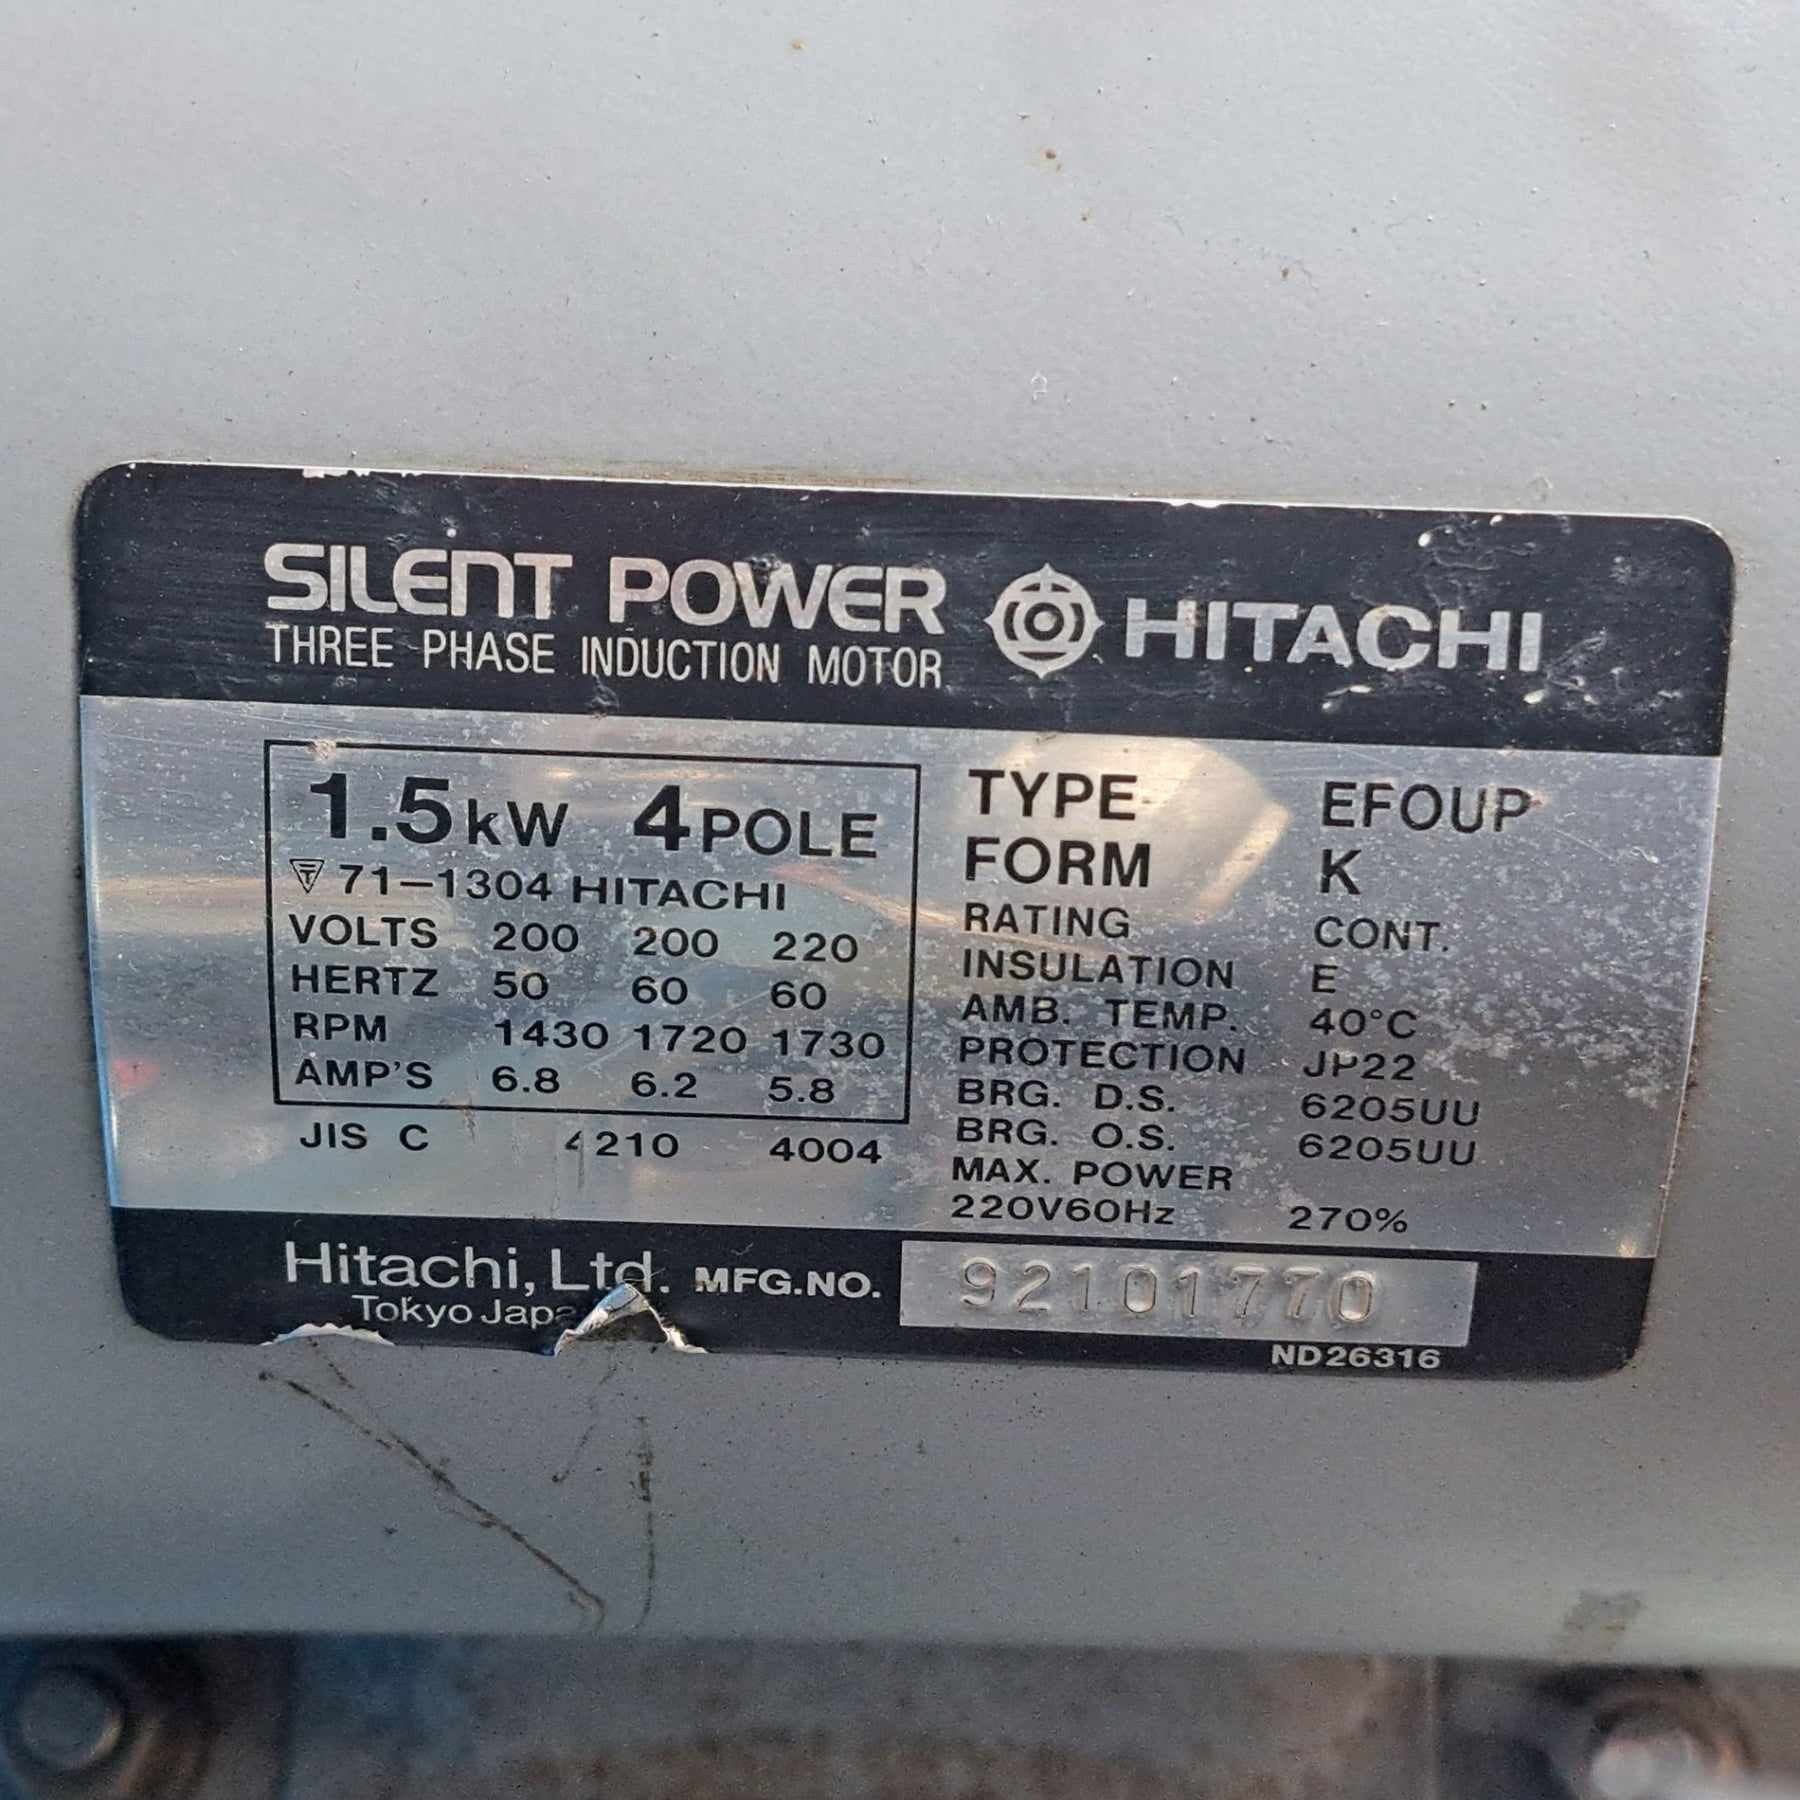 SILENT POWER HITACHI
THREE PHASE INDUCTION MOTOR
1.5kW 4POLE
71-1304 HITACHI
VOLTS 200 200 220
HERTZ 50 60 60
RPM 1430 1720 1730
AMP'S 6.8 6.2 5.8
JIS C 4210 4004
TYPE EFOUP
FORM K
RATING CONT.
INSULATION E
AMB. TEMP. 40°C
PROTECTION JP22
BRG. D.S. 6205UU
BRG. O.S. 6205UU
MAX. POWER
220V60Hz 270%
Hitachi, Ltd. MFG.NO. 92101770
Tokyo
ND26316